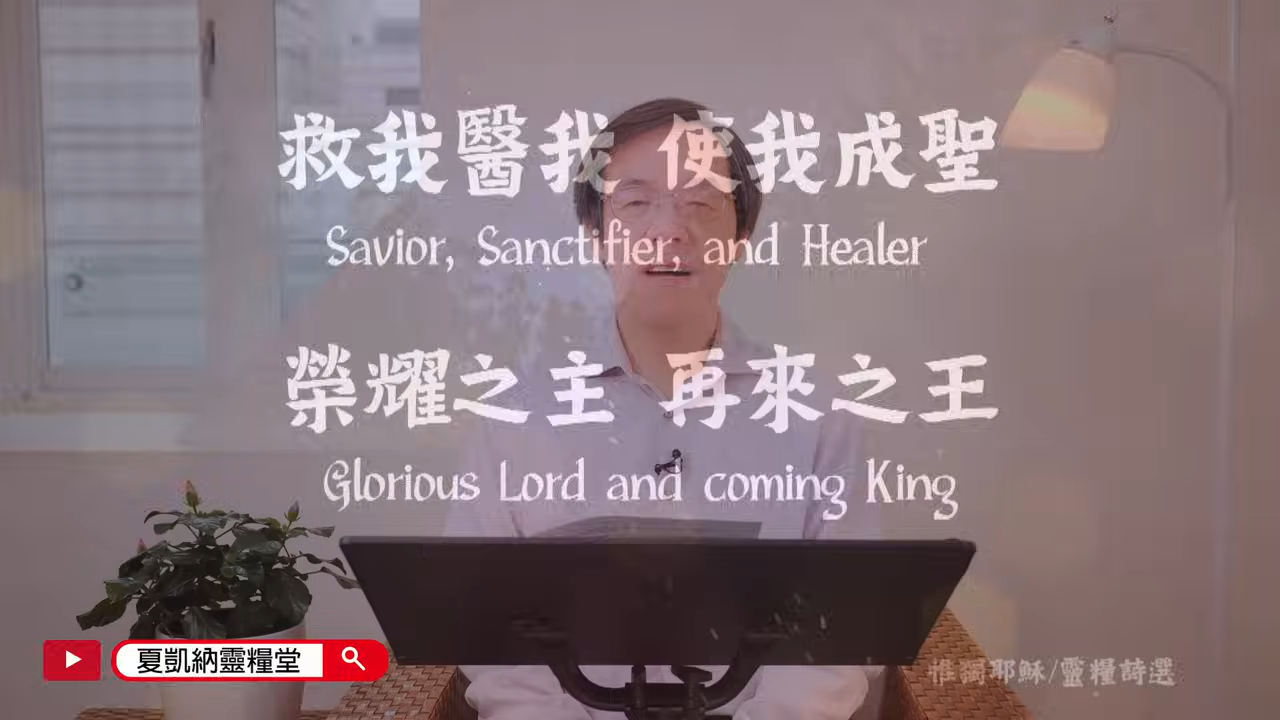 救我醫我 使我成聖
Savior, Sanctifier, and Healer
榮耀之主 再來之王
Glorious Lord and coming King
夏凱納靈糧堂
惟獨耶穌/靈糧詩選